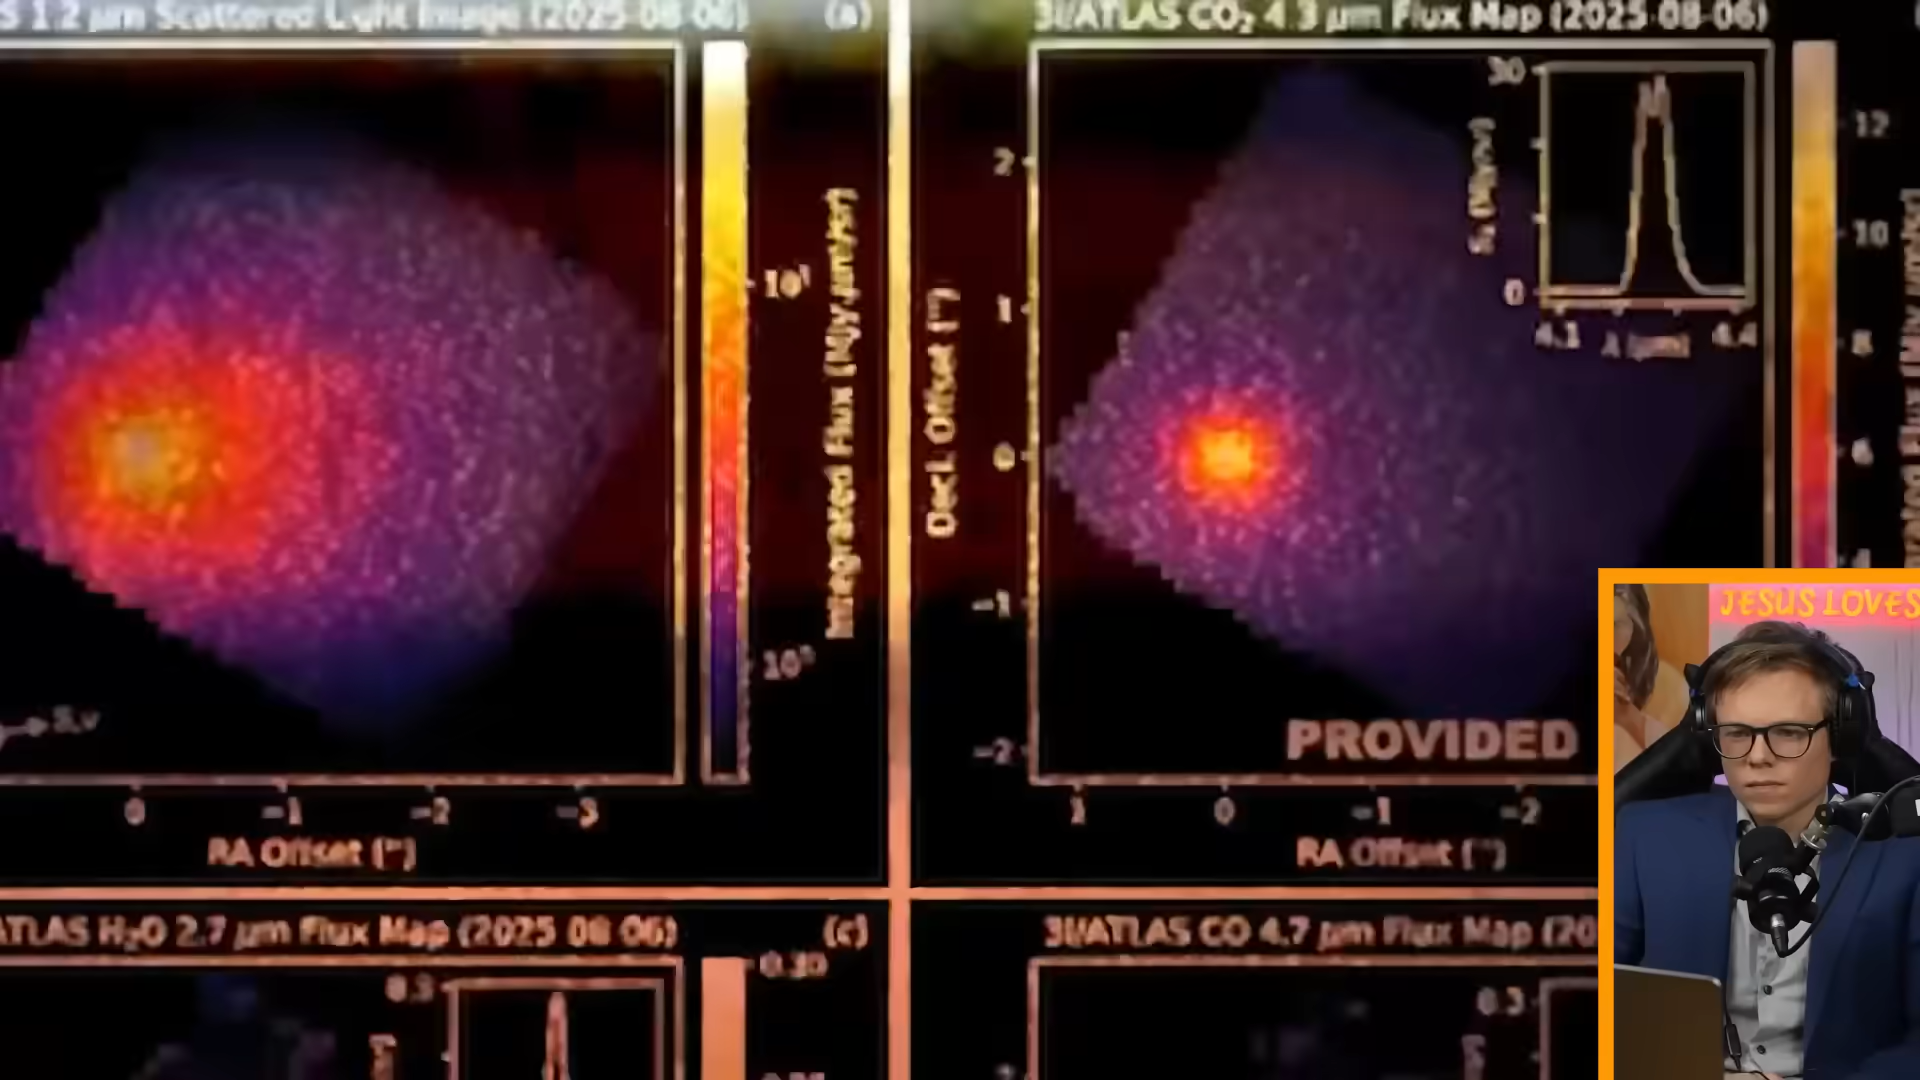 S 1.2 μm Scattered Light Image (2025-08-06)
(a)
10¹
10⁰
Integrated Flux (MJy μm/sr)
0
-1
-2
-3
RA Offset (")
3I/ATLAS CO₂ 4.3 μm Flux Map (2025-08-06)
30
0
4.1
λ (μm)
4.4
12
10
8
6
4
2
1
0
-1
-2
Decl. Offset (")
PROVIDED
1
0
-1
-2
RA Offset (")
JESUS LOVES
ATLAS H₂O 2.7 μm Flux Map (2025-08-06)
(c)
0.30
0.3
3I/ATLAS CO 4.7 μm Flux Map (20
0.3